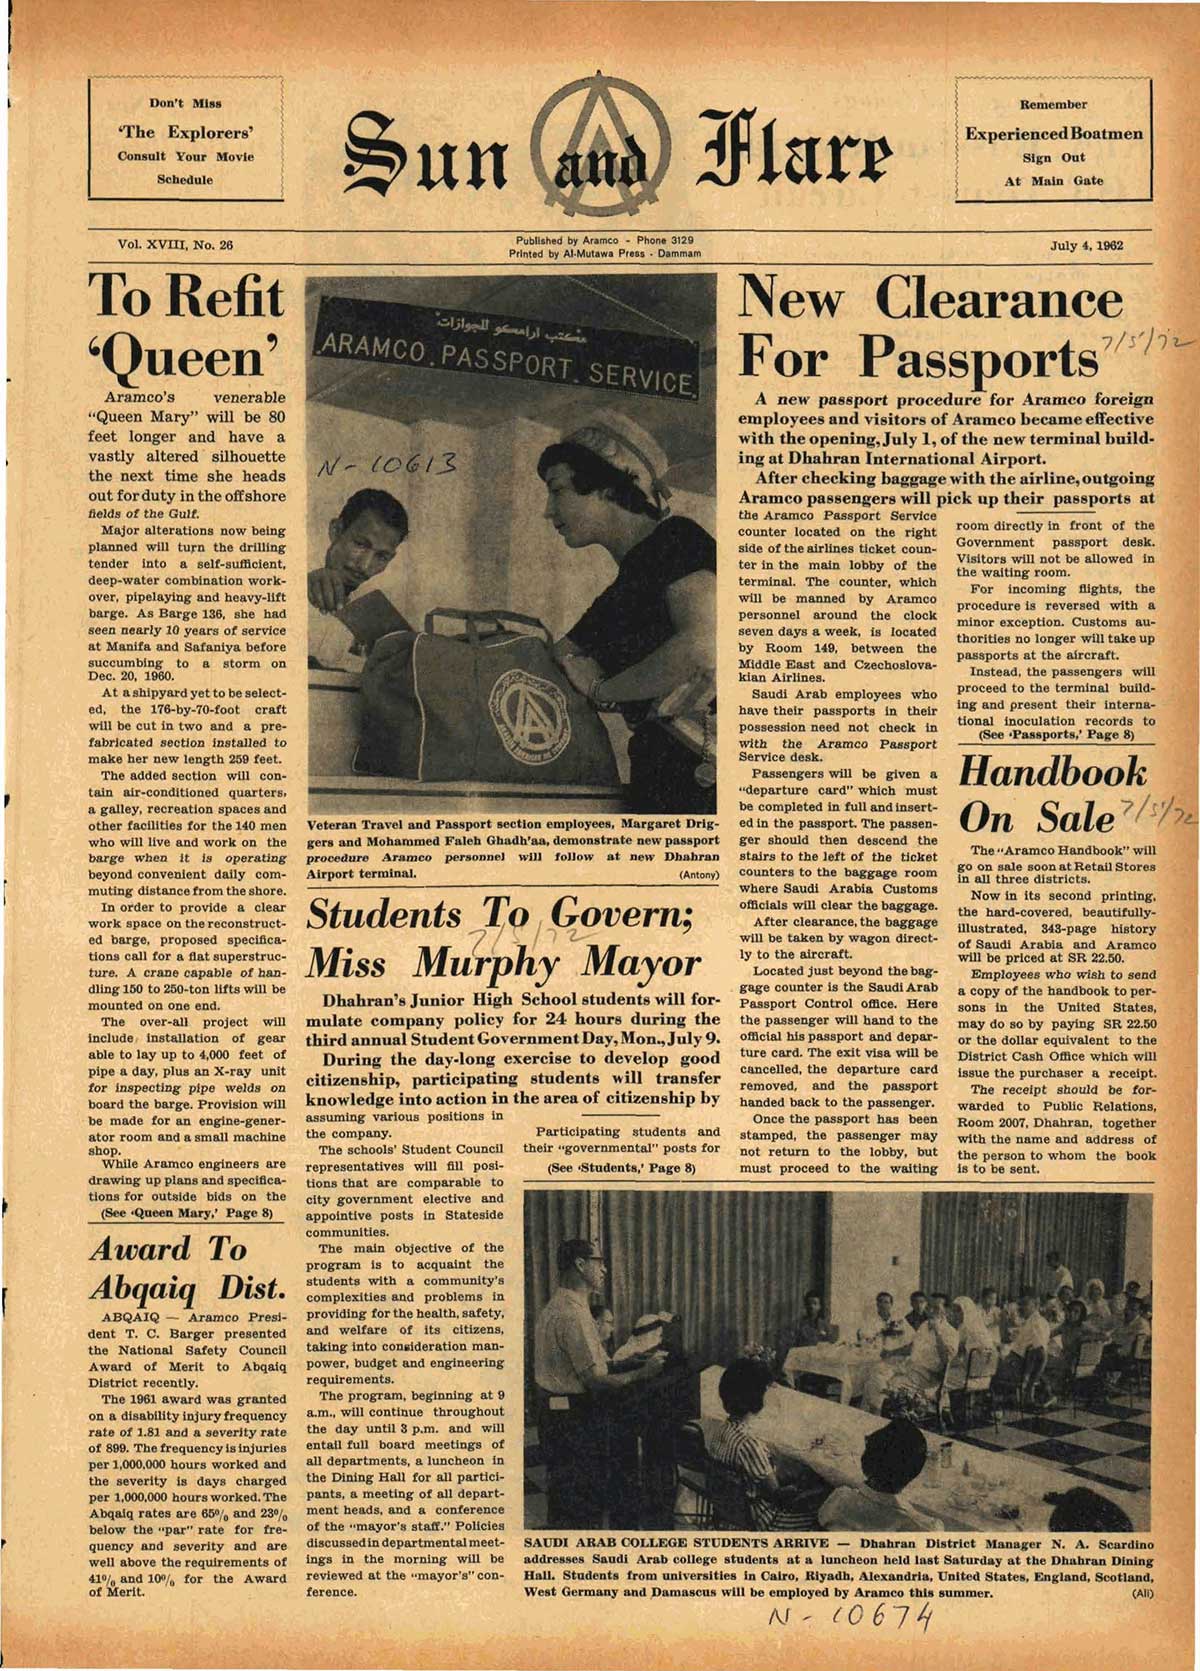 Don't Miss
'The Explorers'
Consult Your Movie
Schedule
Sun and Flare
Remember
Experienced Boatmen
Sign Out
At Main Gate
Vol. XVIII, No. 26
Published by Aramco - Phone 3129
Printed by Al-Mutawa Press - Dammam
July 4, 1962
To Refit
'Queen'
Aramco's venerable
"Queen Mary" will be 80
feet longer and have a
vastly altered silhouette
the next time she heads
out for duty in the offshore
fields of the Gulf.
Major alterations now being
planned will turn the drilling
tender into a self-sufficient,
deep-water combination work-
over, pipelaying and heavy-lift
barge. As Barge 136, she had
seen nearly 10 years of service
at Manifa and Safaniya before
succumbing to a storm on
Dec. 20, 1960.
At a shipyard yet to be select-
ed, the 176-by-70-foot craft
will be cut in two and a pre-
fabricated section installed to
make her new length 259 feet.
The added section will con-
tain air-conditioned quarters,
a galley, recreation spaces and
other facilities for the 140 men
who will live and work on the
barge when it is operating
beyond convenient daily com-
muting distance from the shore.
In order to provide a clear
work space on the reconstruct-
ed barge, proposed specifica-
tions call for a flat superstruc-
ture. A crane capable of han-
dling 150 to 250-ton lifts will be
mounted on one end.
The over-all project will
include installation of gear
able to lay up to 4,000 feet of
pipe a day, plus an X-ray unit
for inspecting pipe welds on
board the barge. Provision will
be made for an engine-gener-
ator room and a small machine
shop.
While Aramco engineers are
drawing up plans and specifica-
tions for outside bids on the
(See 'Queen Mary,' Page 8)
Award To
Abqaiq Dist.
ABQAIQ — Aramco Presi-
dent T. C. Barger presented
the National Safety Council
Award of Merit to Abqaiq
District recently.
The 1961 award was granted
on a disability injury frequency
rate of 1.81 and a severity rate
of 899. The frequency is injuries
per 1,000,000 hours worked and
the severity is days charged
per 1,000,000 hours worked. The
Abqaiq rates are 65% and 23%
below the "par" rate for fre-
quency and severity and are
well above the requirements of
41% and 10% for the Award
of Merit.
مكتب ارامكو للجوازات
ARAMCO. PASSPORT. SERVICE.
N-10613
Veteran Travel and Passport section employees, Margaret Drig-
gers and Mohammed Faleh Ghadh'aa, demonstrate new passport
procedure Aramco personnel will follow at new Dhahran
Airport terminal. (Antony)
Students To Govern;
7/5/72
Miss Murphy Mayor
Dhahran's Junior High School students will for-
mulate company policy for 24 hours during the
third annual Student Government Day, Mon., July 9.
During the day-long exercise to develop good
citizenship, participating students will transfer
knowledge into action in the area of citizenship by
assuming various positions in
the company.
The schools' Student Council
representatives will fill posi-
tions that are comparable to
city government elective and
appointive posts in Stateside
communities.
The main objective of the
program is to acquaint the
students with a community's
complexities and problems in
providing for the health, safety,
and welfare of its citizens,
taking into consideration man-
power, budget and engineering
requirements.
The program, beginning at 9
a.m., will continue throughout
the day until 3 p.m. and will
entail full board meetings of
all departments, a luncheon in
the Dining Hall for all partici-
pants, a meeting of all depart-
ment heads, and a conference
of the "mayor's staff." Policies
discussed in departmental meet-
ings in the morning will be
reviewed at the "mayor's" con-
ference.
Participating students and
their "governmental" posts for
(See 'Students,' Page 8)
New Clearance
For Passports
7/5/72
A new passport procedure for Aramco foreign
employees and visitors of Aramco became effective
with the opening, July 1, of the new terminal build-
ing at Dhahran International Airport.
After checking baggage with the airline, outgoing
Aramco passengers will pick up their passports at
the Aramco Passport Service
counter located on the right
side of the airlines ticket coun-
ter in the main lobby of the
terminal. The counter, which
will be manned by Aramco
personnel around the clock
seven days a week, is located
by Room 149, between the
Middle East and Czechoslova-
kian Airlines.
Saudi Arab employees who
have their passports in their
possession need not check in
with the Aramco Passport
Service desk.
Passengers will be given a
"departure card" which must
be completed in full and insert-
ed in the passport. The passen-
ger should then descend the
stairs to the left of the ticket
counters to the baggage room
where Saudi Arabia Customs
officials will clear the baggage.
After clearance, the baggage
will be taken by wagon direct-
ly to the aircraft.
Located just beyond the bag-
gage counter is the Saudi Arab
Passport Control office. Here
the passenger will hand to the
official his passport and depar-
ture card. The exit visa will be
cancelled, the departure card
removed, and the passport
handed back to the passenger.
Once the passport has been
stamped, the passenger may
not return to the lobby, but
must proceed to the waiting
room directly in front of the
Government passport desk.
Visitors will not be allowed in
the waiting room.
For incoming flights, the
procedure is reversed with a
minor exception. Customs au-
thorities no longer will take up
passports at the aircraft.
Instead, the passengers will
proceed to the terminal build-
ing and present their interna-
tional inoculation records to
(See 'Passports,' Page 8)
Handbook
On Sale
7/5/72
The "Aramco Handbook" will
go on sale soon at Retail Stores
in all three districts.
Now in its second printing,
the hard-covered, beautifully-
illustrated, 343-page history
of Saudi Arabia and Aramco
will be priced at SR 22.50.
Employees who wish to send
a copy of the handbook to per-
sons in the United States,
may do so by paying SR 22.50
or the dollar equivalent to the
District Cash Office which will
issue the purchaser a receipt.
The receipt should be for-
warded to Public Relations,
Room 2007, Dhahran, together
with the name and address of
the person to whom the book
is to be sent.
SAUDI ARAB COLLEGE STUDENTS ARRIVE — Dhahran District Manager N. A. Scardino
addresses Saudi Arab college students at a luncheon held last Saturday at the Dhahran Dining
Hall. Students from universities in Cairo, Riyadh, Alexandria, United States, England, Scotland,
West Germany and Damascus will be employed by Aramco this summer. (Ali)
N-10674